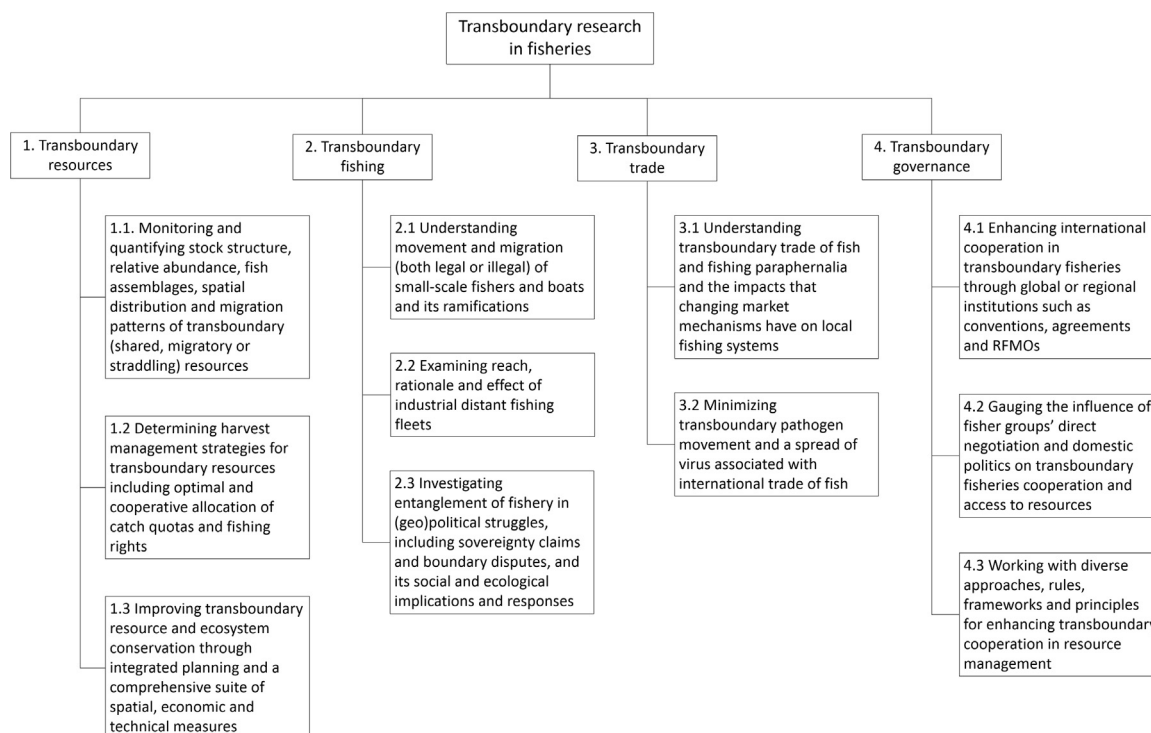 Transboundary research
in fisheries
1. Transboundary
resources
2. Transboundary
fishing
3. Transboundary
trade
4. Transboundary
governance
1.1. Monitoring and
quantifying stock structure,
relative abundance, fish
assemblages, spatial
distribution and migration
patterns of transboundary
(shared, migratory or
straddling) resources
1.2 Determining harvest
management strategies for
transboundary resources
including optimal and
cooperative allocation of
catch quotas and fishing
rights
1.3 Improving transboundary
resource and ecosystem
conservation through
integrated planning and a
comprehensive suite of
spatial, economic and
technical measures
2.1 Understanding
movement and migration
(both legal or illegal) of
small-scale fishers and boats
and its ramifications
2.2 Examining reach,
rationale and effect of
industrial distant fishing
fleets
2.3 Investigating
entanglement of fishery in
(geo)political struggles,
including sovereignty claims
and boundary disputes, and
its social and ecological
implications and responses
3.1 Understanding
transboundary trade of fish
and fishing paraphernalia
and the impacts that
changing market
mechanisms have on local
fishing systems
3.2 Minimizing
transboundary pathogen
movement and a spread of
virus associated with
international trade of fish
4.1 Enhancing international
cooperation in
transboundary fisheries
through global or regional
institutions such as
conventions, agreements
and RFMOs
4.2 Gauging the influence of
fisher groups' direct
negotiation and domestic
politics on transboundary
fisheries cooperation and
access to resources
4.3 Working with diverse
approaches, rules,
frameworks and principles
for enhancing transboundary
cooperation in resource
management